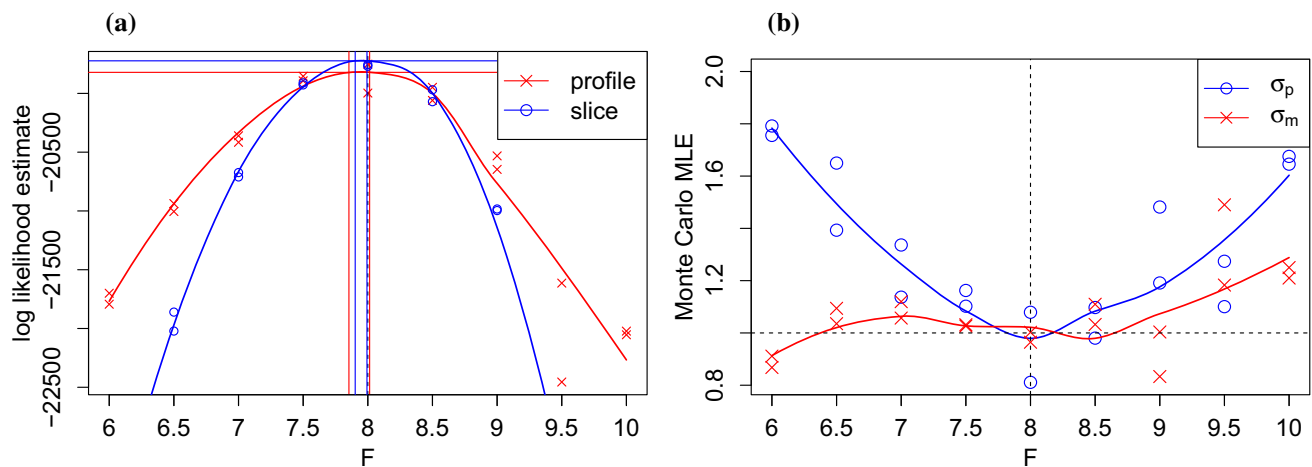 (a)
log likelihood estimate
-20500
-21500
-22500
profile
slice
6 6.5 7 7.5 8 8.5 9 9.5 10
F
(b)
Monte Carlo MLE
2.0
1.6
1.2
0.8
σp
σm
6 6.5 7 7.5 8 8.5 9 9.5 10
F